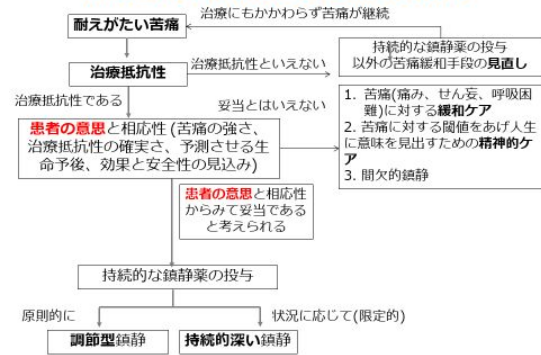 耐えがたい苦痛
治療にもかかわらず苦痛が継続
治療抵抗性
治療抵抗性といえない
持続的な鎮静薬の投与
以外の苦痛緩和手段の見直し
治療抵抗性である
妥当とはいえない
患者の意思と相応性 (苦痛の強さ、
治療抵抗性の確実さ、予測させる生
命予後、効果と安全性の見込み)
1. 苦痛(痛み、せん妄、呼吸困
難)に対する緩和ケア
2. 苦痛に対する閾値をあげ人生
に意味を見出すための精神的ケ
ア
3. 間欠的鎮静
患者の意思と相応性
からみて妥当である
と考えられる
持続的な鎮静薬の投与
原則的に
状況に応じて(限定的)
調節型鎮静
持続的深い鎮静